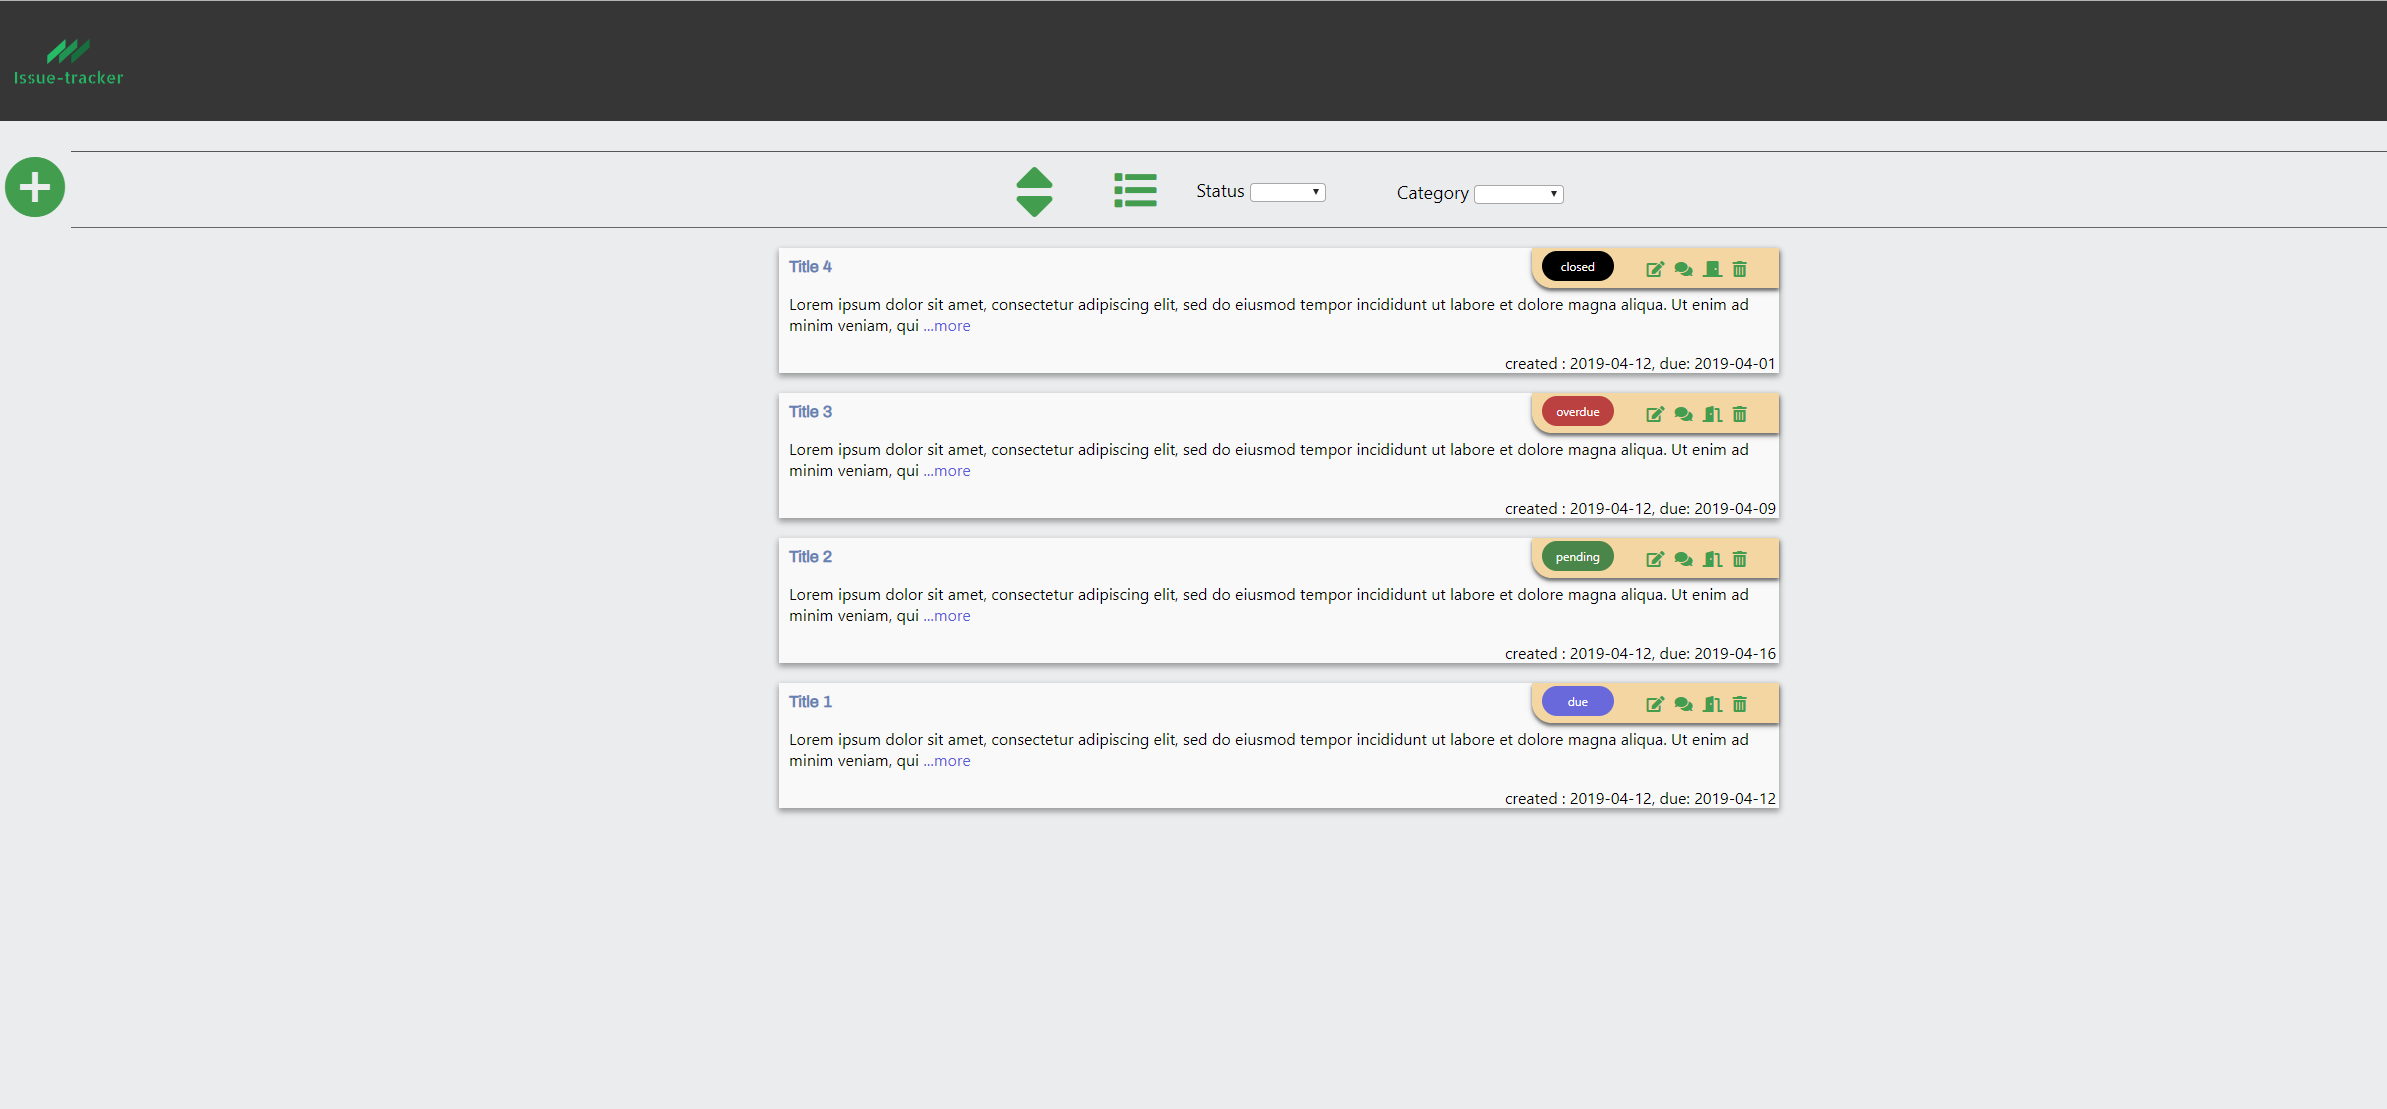 Issue-tracker
Status
Category
Title 4
closed
Lorem ipsum dolor sit amet, consectetur adipiscing elit, sed do eiusmod tempor incididunt ut labore et dolore magna aliqua. Ut enim ad
minim veniam, qui ...more
created : 2019-04-12, due: 2019-04-01
Title 3
overdue
Lorem ipsum dolor sit amet, consectetur adipiscing elit, sed do eiusmod tempor incididunt ut labore et dolore magna aliqua. Ut enim ad
minim veniam, qui ...more
created : 2019-04-12, due: 2019-04-09
Title 2
pending
Lorem ipsum dolor sit amet, consectetur adipiscing elit, sed do eiusmod tempor incididunt ut labore et dolore magna aliqua. Ut enim ad
minim veniam, qui ...more
created : 2019-04-12, due: 2019-04-16
Title 1
due
Lorem ipsum dolor sit amet, consectetur adipiscing elit, sed do eiusmod tempor incididunt ut labore et dolore magna aliqua. Ut enim ad
minim veniam, qui ...more
created : 2019-04-12, due: 2019-04-12